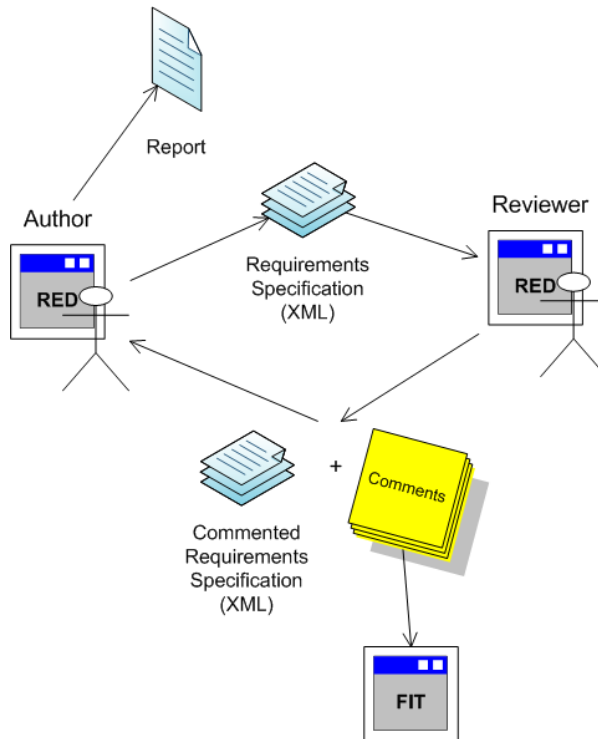 Report
Author
Reviewer
RED
Requirements
Specification
(XML)
RED
+
Comments
Commented
Requirements
Specification
(XML)
FIT